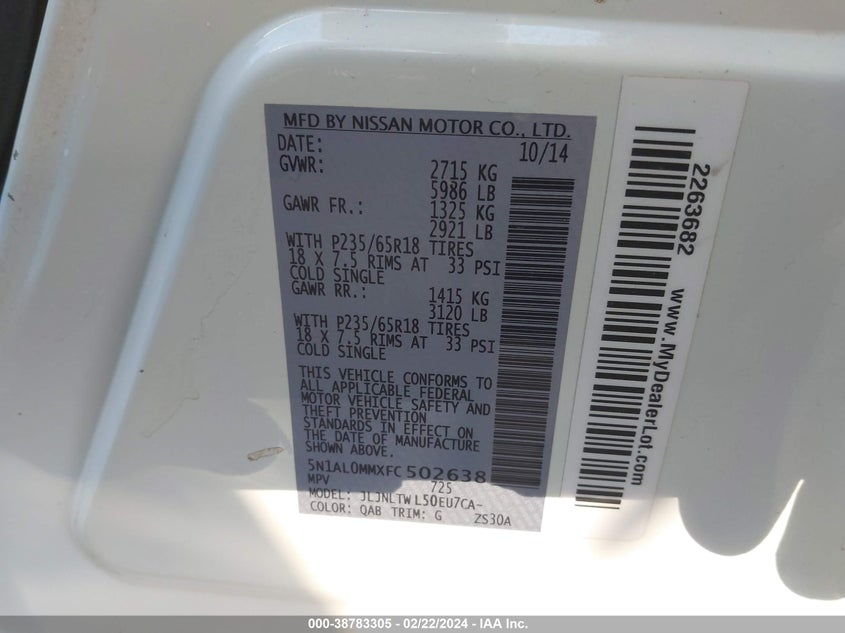 MFD BY NISSAN MOTOR CO., LTD.
DATE: 10/14
GVWR: 2715 KG
5986 LB
GAWR FR.: 1325 KG
2921 LB
WITH P235/65R18 TIRES
18 X 7.5 RIMS AT 33 PSI
COLD SINGLE
GAWR RR.: 1415 KG
3120 LB
WITH P235/65R18 TIRES
18 X 7.5 RIMS AT 33 PSI
COLD SINGLE
THIS VEHICLE CONFORMS TO
ALL APPLICABLE FEDERAL
MOTOR VEHICLE SAFETY AND
THEFT PREVENTION
STANDARDS IN EFFECT ON
THE DATE OF MANUFACTURE
SHOWN ABOVE.
5N1AL0MMXFC502638
MPV 725
MODEL: JLJNLTWL50EU7CA-
COLOR: QAB TRIM: G ZS30A
2263682 www.MyDealerLot.com
000-38783305 - 02/22/2024 - IAA Inc.